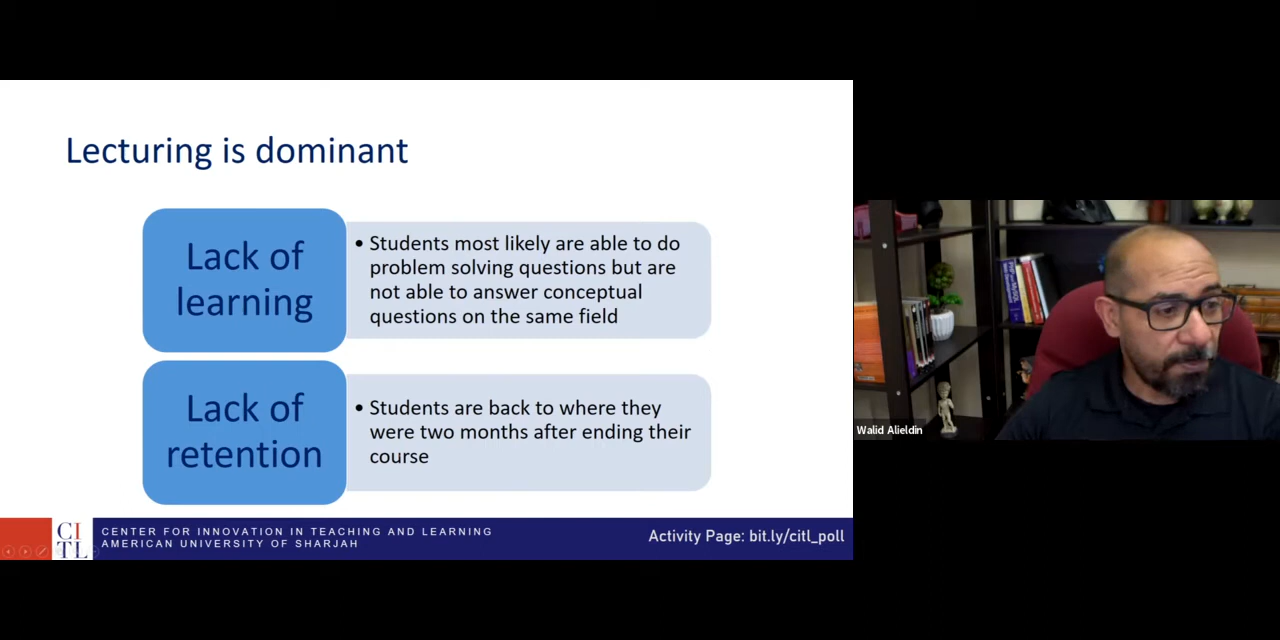 Lecturing is dominant
Lack of
learning
• Students most likely are able to do
problem solving questions but are
not able to answer conceptual
questions on the same field
Lack of
retention
• Students are back to where they
were two months after ending their
course
CI
TL
CENTER FOR INNOVATION IN TEACHING AND LEARNING
AMERICAN UNIVERSITY OF SHARJAH
Activity Page: bit.ly/citl_poll
Walid Alieldin